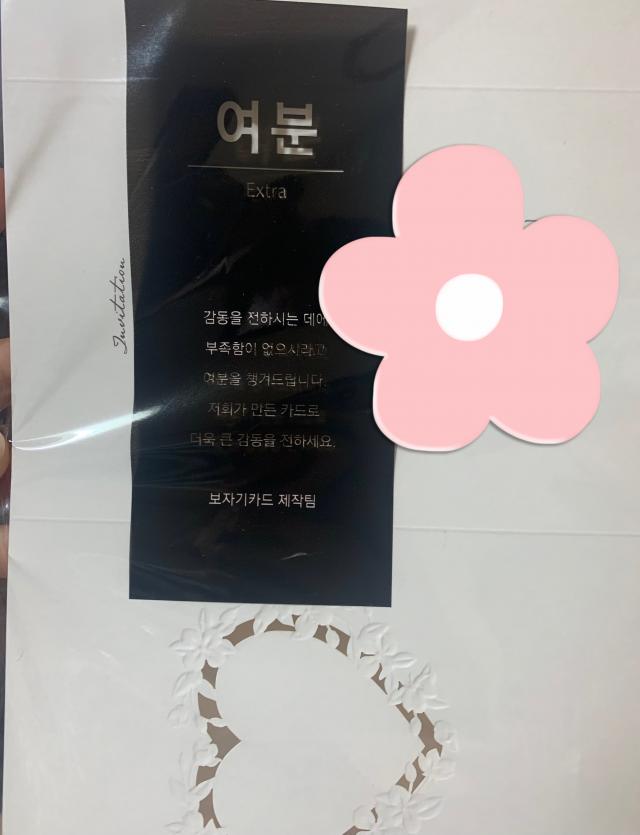 여분
Extra
감동을 전하시는 데에
부족함이 없으시라고
여분을 챙겨드립니다.
저희가 만든 카드로
더욱 큰 감동을 전하세요.
보자기카드 제작팀
Invitation